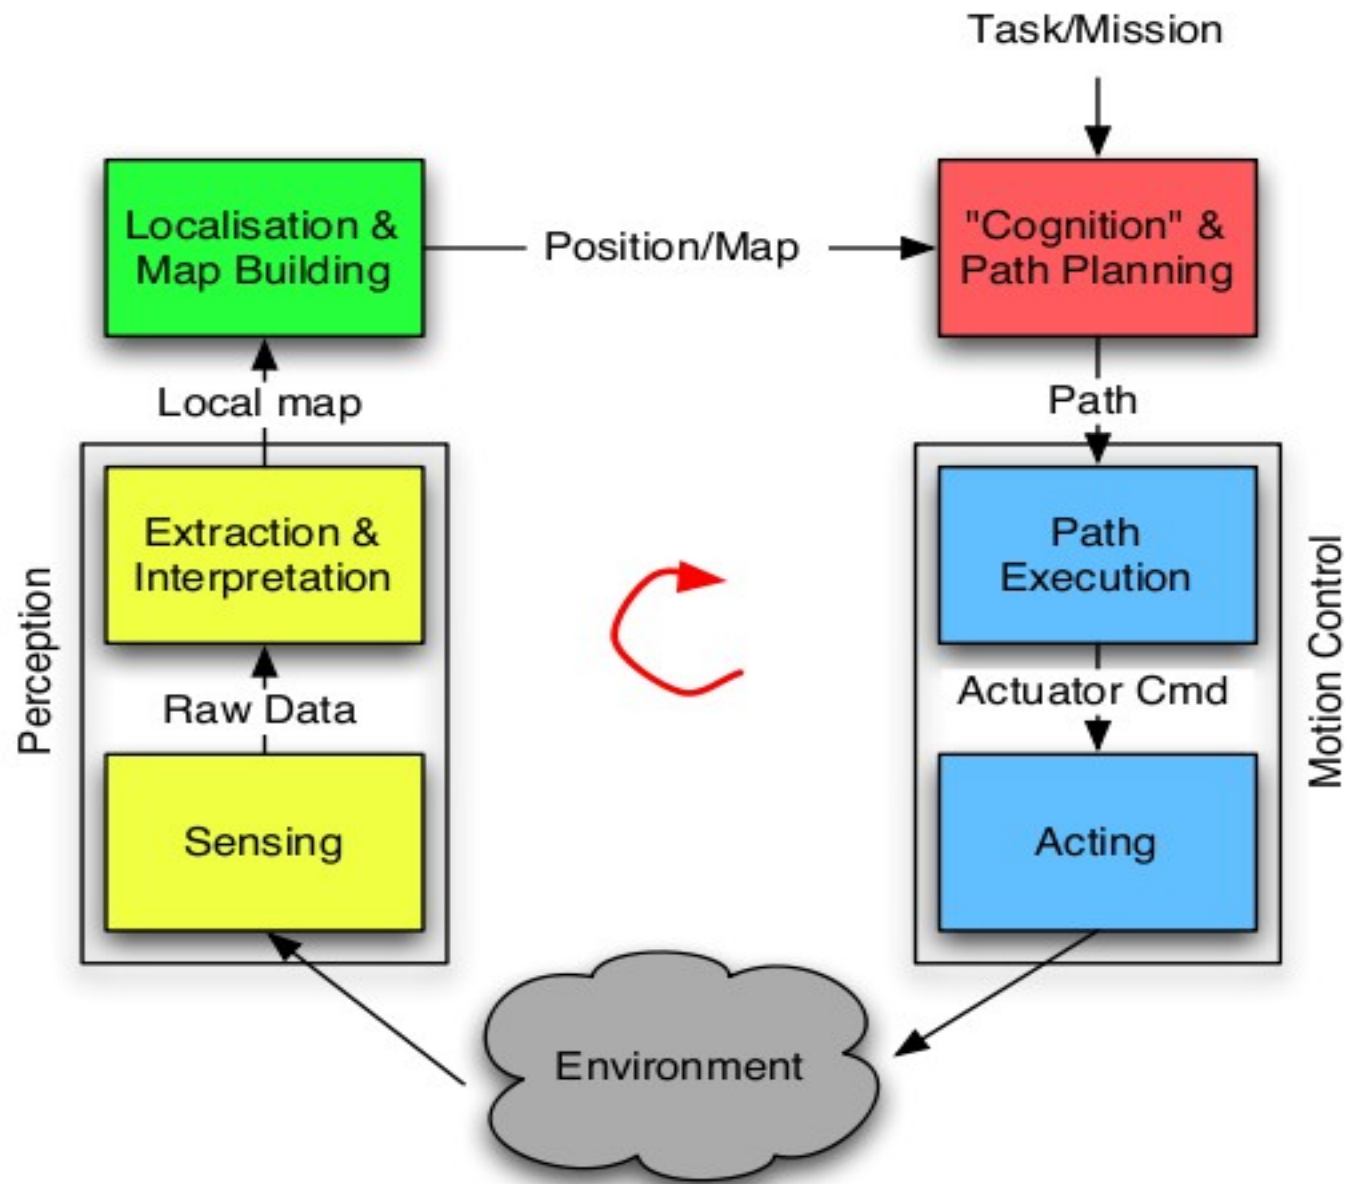 Task/Mission
Localisation &
Map Building
Position/Map
"Cognition" &
Path Planning
Local map
Path
Perception
Extraction &
Interpretation
Path
Execution
Motion Control
Raw Data
Actuator Cmd
Sensing
Acting
Environment